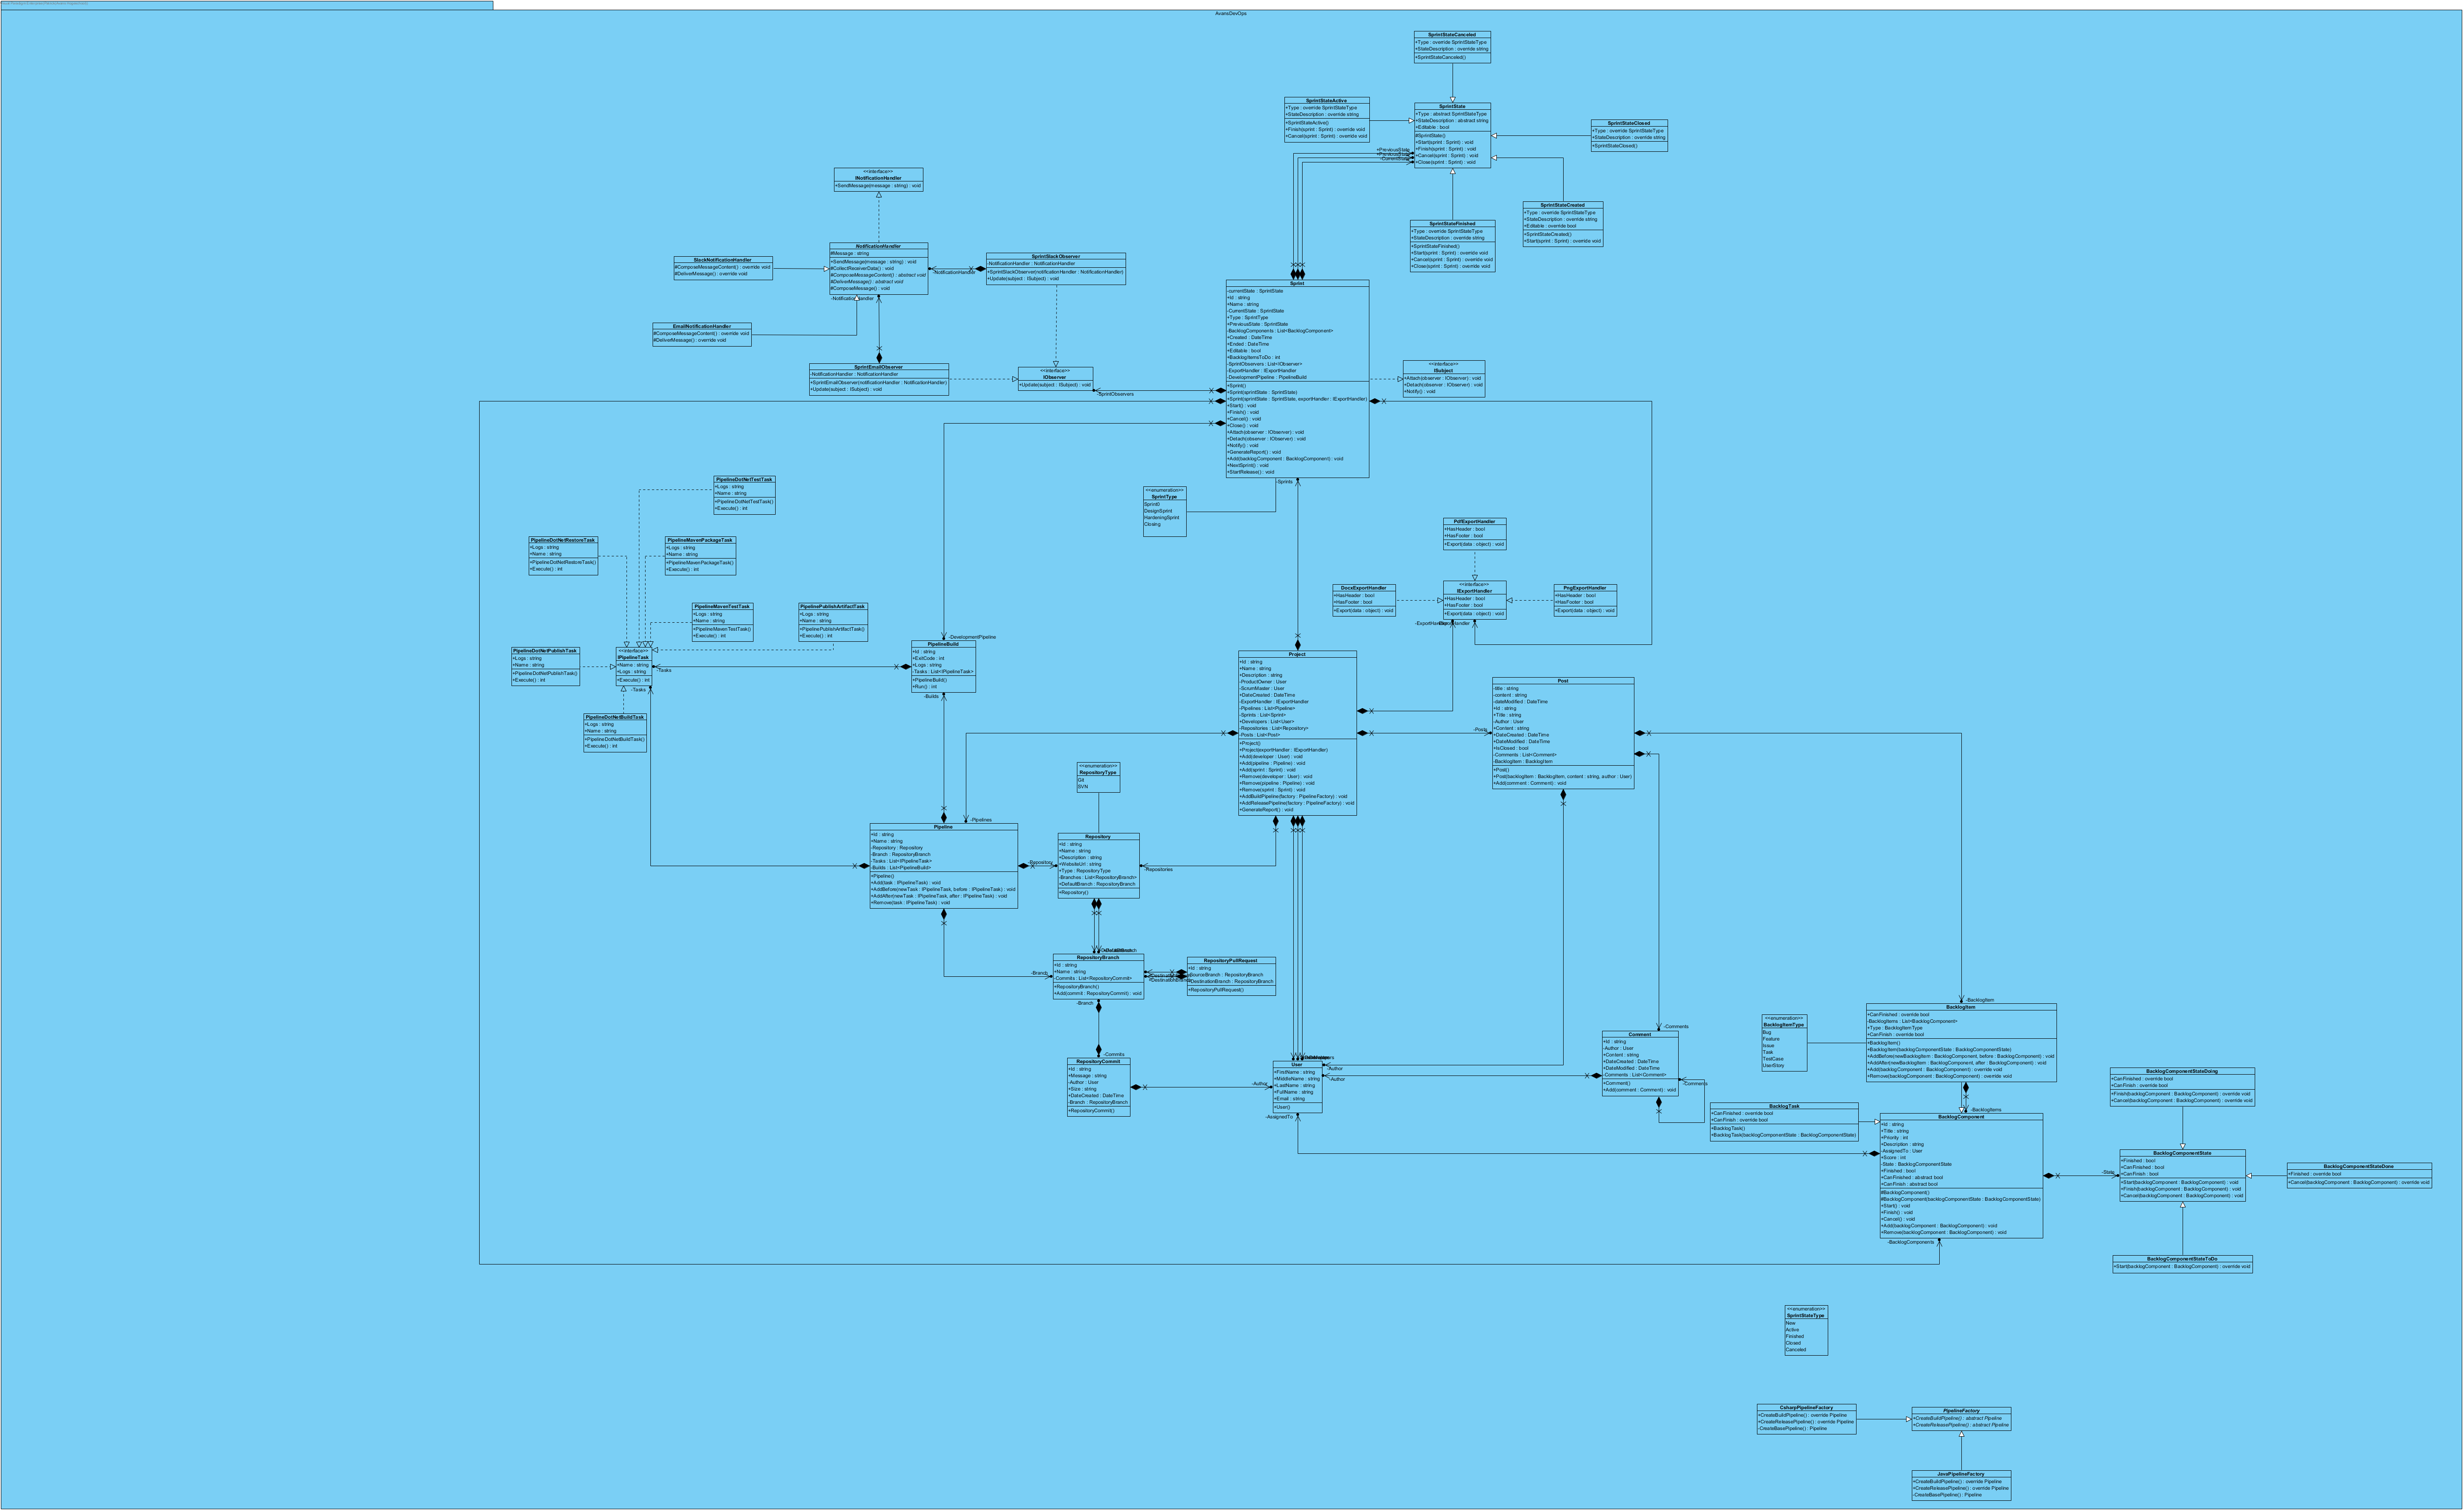 AvansDevOps
SprintStateCanceled
+Type : override SprintStateType
+StateDescription : override string
+SprintStateCanceled()
SprintStateActive
+Type : override SprintStateType
+StateDescription : override string
+SprintStateActive()
+Finish(sprint : Sprint) : override void
+Cancel(sprint : Sprint) : override void
SprintState
+Type : abstract SprintStateType
+StateDescription : abstract string
+Editable : bool
#SprintState()
+Start(sprint : Sprint) : void
+Finish(sprint : Sprint) : void
+Cancel(sprint : Sprint) : void
+Close(sprint : Sprint) : void
SprintStateClosed
+Type : override SprintStateType
+StateDescription : override string
+SprintStateClosed()
+PreviousState
-CurrentState
<<interface>>
INotificationHandler
+SendMessage(message : string) : void
SprintStateCreated
+Type : override SprintStateType
+StateDescription : override string
+Editable : override bool
+SprintStateCreated()
+Start(sprint : Sprint) : override void
SprintStateFinished
+Type : override SprintStateType
+StateDescription : override string
+SprintStateFinished()
+Start(sprint : Sprint) : override void
+Cancel(sprint : Sprint) : override void
+Close(sprint : Sprint) : override void
NotificationHandler
#Message : string
+SendMessage(message : string) : void
#CollectReceiverData() : void
#ComposeMessageContent() : abstract void
#DeliverMessage() : abstract void
#ComposeMessage() : void
SlackNotificationHandler
#ComposeMessageContent() : override void
#DeliverMessage() : override void
SprintSlackObserver
-NotificationHandler : NotificationHandler
+SprintSlackObserver(notificationHandler : NotificationHandler)
+Update(subject : ISubject) : void
-NotificationHandler
-NotificationHandler
EmailNotificationHandler
#ComposeMessageContent() : override void
#DeliverMessage() : override void
SprintEmailObserver
-NotificationHandler : NotificationHandler
+SprintEmailObserver(notificationHandler : NotificationHandler)
+Update(subject : ISubject) : void
<<interface>>
IObserver
+Update(subject : ISubject) : void
-SprintObservers
Sprint
-currentState : SprintState
+Id : string
+Name : string
-CurrentState : SprintState
+Type : SprintType
+PreviousState : SprintState
-BacklogComponents : List<BacklogComponent>
+Created : DateTime
+Ended : DateTime
+Editable : bool
+BacklogItemsToDo : int
-SprintObservers : List<IObserver>
-ExportHandler : IExportHandler
-DevelopmentPipeline : PipelineBuild
+Sprint()
+Sprint(sprintState : SprintState)
+Sprint(sprintState : SprintState, exportHandler : IExportHandler)
+Start() : void
+Finish() : void
+Cancel() : void
+Close() : void
+Attach(observer : IObserver) : void
+Detach(observer : IObserver) : void
+Notify() : void
+GenerateReport() : void
+Add(backlogComponent : BacklogComponent) : void
+NextSprint() : void
+StartRelease() : void
<<interface>>
ISubject
+Attach(observer : IObserver) : void
+Detach(observer : IObserver) : void
+Notify() : void
-Sprints
<<enumeration>>
SprintType
Sprint0
DesignSprint
HardeningSprint
Closing
PipelineDotNetTestTask
+Logs : string
+Name : string
+PipelineDotNetTestTask()
+Execute() : int
PipelineDotNetRestoreTask
+Logs : string
+Name : string
+PipelineDotNetRestoreTask()
+Execute() : int
PipelineMavenPackageTask
+Logs : string
+Name : string
+PipelineMavenPackageTask()
+Execute() : int
PipelineMavenTestTask
+Logs : string
+Name : string
+PipelineMavenTestTask()
+Execute() : int
PipelinePublishArtifactTask
+Logs : string
+Name : string
+PipelinePublishArtifactTask()
+Execute() : int
PipelineDotNetPublishTask
+Logs : string
+Name : string
+PipelineDotNetPublishTask()
+Execute() : int
<<interface>>
IPipelineTask
+Name : string
+Logs : string
+Execute() : int
-Tasks
-Tasks
PipelineDotNetBuildTask
+Logs : string
+Name : string
+PipelineDotNetBuildTask()
+Execute() : int
-DevelopmentPipeline
PipelineBuild
+Id : string
+ExitCode : int
+Logs : string
-Tasks : List<IPipelineTask>
+PipelineBuild()
+Run() : int
-Builds
PdfExportHandler
+HasHeader : bool
+HasFooter : bool
+Export(data : object) : void
DocxExportHandler
+HasHeader : bool
+HasFooter : bool
+Export(data : object) : void
<<interface>>
IExportHandler
+HasHeader : bool
+HasFooter : bool
+Export(data : object) : void
PngExportHandler
+HasHeader : bool
+HasFooter : bool
+Export(data : object) : void
-ExportHandler
Project
+Id : string
+Name : string
+Description : string
-ProductOwner : User
-ScrumMaster : User
+DateCreated : DateTime
-ExportHandler : IExportHandler
-Pipelines : List<Pipeline>
-Sprints : List<Sprint>
+Developers : List<User>
-Repositories : List<Repository>
-Posts : List<Post>
+Project()
+Project(exportHandler : IExportHandler)
+Add(developer : User) : void
+Add(pipeline : Pipeline) : void
+Add(sprint : Sprint) : void
+Remove(developer : User) : void
+Remove(pipeline : Pipeline) : void
+Remove(sprint : Sprint) : void
+AddBuildPipeline(factory : PipelineFactory) : void
+AddReleasePipeline(factory : PipelineFactory) : void
+GenerateReport() : void
-Posts
Post
-title : string
-content : string
-dateModified : DateTime
+Id : string
+Title : string
-Author : User
+Content : string
+DateCreated : DateTime
+DateModified : DateTime
+IsClosed : bool
-Comments : List<Comment>
-BacklogItem : BacklogItem
+Post()
+Post(backlogItem : BacklogItem, content : string, author : User)
+Add(comment : Comment) : void
<<enumeration>>
RepositoryType
Git
SVN
-Pipelines
Pipeline
+Id : string
+Name : string
-Repository : Repository
-Branch : RepositoryBranch
-Tasks : List<IPipelineTask>
-Builds : List<PipelineBuild>
+Pipeline()
+Add(task : IPipelineTask) : void
+AddBefore(newTask : IPipelineTask, before : IPipelineTask) : void
+AddAfter(newTask : IPipelineTask, after : IPipelineTask) : void
+Remove(task : IPipelineTask) : void
-Repository
Repository
+Id : string
+Name : string
+Description : string
+WebsiteUrl : string
+Type : RepositoryType
-Branches : List<RepositoryBranch>
+DefaultBranch : RepositoryBranch
+Repository()
-Repositories
-Branch
RepositoryBranch
+Id : string
+Name : string
-Commits : List<RepositoryCommit>
+RepositoryBranch()
+Add(commit : RepositoryCommit) : void
-Branch
RepositoryPullRequest
+Id : string
+SourceBranch : RepositoryBranch
+DestinationBranch : RepositoryBranch
+RepositoryPullRequest()
+DestinationBranch
-Commits
RepositoryCommit
+Id : string
+Message : string
-Author : User
+Size : string
+DateCreated : DateTime
-Branch : RepositoryBranch
+RepositoryCommit()
-Author
User
+FirstName : string
+MiddleName : string
+LastName : string
+FullName : string
+Email : string
+User()
-Author
-Author
-AssignedTo
-Comments
Comment
+Id : string
-Author : User
+Content : string
+DateCreated : DateTime
+DateModified : DateTime
-Comments : List<Comment>
+Comment()
+Add(comment : Comment) : void
-Comments
<<enumeration>>
BacklogItemType
Bug
Feature
Issue
Task
TestCase
UserStory
-BacklogItem
BacklogItem
+CanFinished : override bool
-BacklogItems : List<BacklogComponent>
+Type : BacklogItemType
+CanFinish : override bool
+BacklogItem()
+BacklogItem(backlogComponentState : BacklogComponentState)
+AddBefore(newBacklogItem : BacklogComponent, before : BacklogComponent) : void
+AddAfter(newBacklogItem : BacklogComponent, after : BacklogComponent) : void
+Add(backlogComponent : BacklogComponent) : override void
+Remove(backlogComponent : BacklogComponent) : override void
-BacklogItems
BacklogTask
+CanFinished : override bool
+CanFinish : override bool
+BacklogTask()
+BacklogTask(backlogComponentState : BacklogComponentState)
BacklogComponent
+Id : string
+Title : string
+Priority : int
+Description : string
-AssignedTo : User
+Score : int
-State : BacklogComponentState
+Finished : bool
+CanFinished : abstract bool
+CanFinish : abstract bool
#BacklogComponent()
#BacklogComponent(backlogComponentState : BacklogComponentState)
+Start() : void
+Finish() : void
+Cancel() : void
+Add(backlogComponent : BacklogComponent) : void
+Remove(backlogComponent : BacklogComponent) : void
-BacklogComponents
-State
BacklogComponentStateDoing
+CanFinished : override bool
+CanFinish : override bool
+Finish(backlogComponent : BacklogComponent) : override void
+Cancel(backlogComponent : BacklogComponent) : override void
BacklogComponentState
+Finished : bool
+CanFinished : bool
+CanFinish : bool
+Start(backlogComponent : BacklogComponent) : void
+Finish(backlogComponent : BacklogComponent) : void
+Cancel(backlogComponent : BacklogComponent) : void
BacklogComponentStateDone
+Finished : override bool
+Cancel(backlogComponent : BacklogComponent) : override void
BacklogComponentStateToDo
+Start(backlogComponent : BacklogComponent) : override void
<<enumeration>>
SprintStateType
New
Active
Finished
Closed
Canceled
CsharpPipelineFactory
+CreateBuildPipeline() : override Pipeline
+CreateReleasePipeline() : override Pipeline
-CreateBasePipeline() : Pipeline
PipelineFactory
+CreateBuildPipeline() : abstract Pipeline
+CreateReleasePipeline() : abstract Pipeline
JavaPipelineFactory
+CreateBuildPipeline() : override Pipeline
+CreateReleasePipeline() : override Pipeline
-CreateBasePipeline() : Pipeline